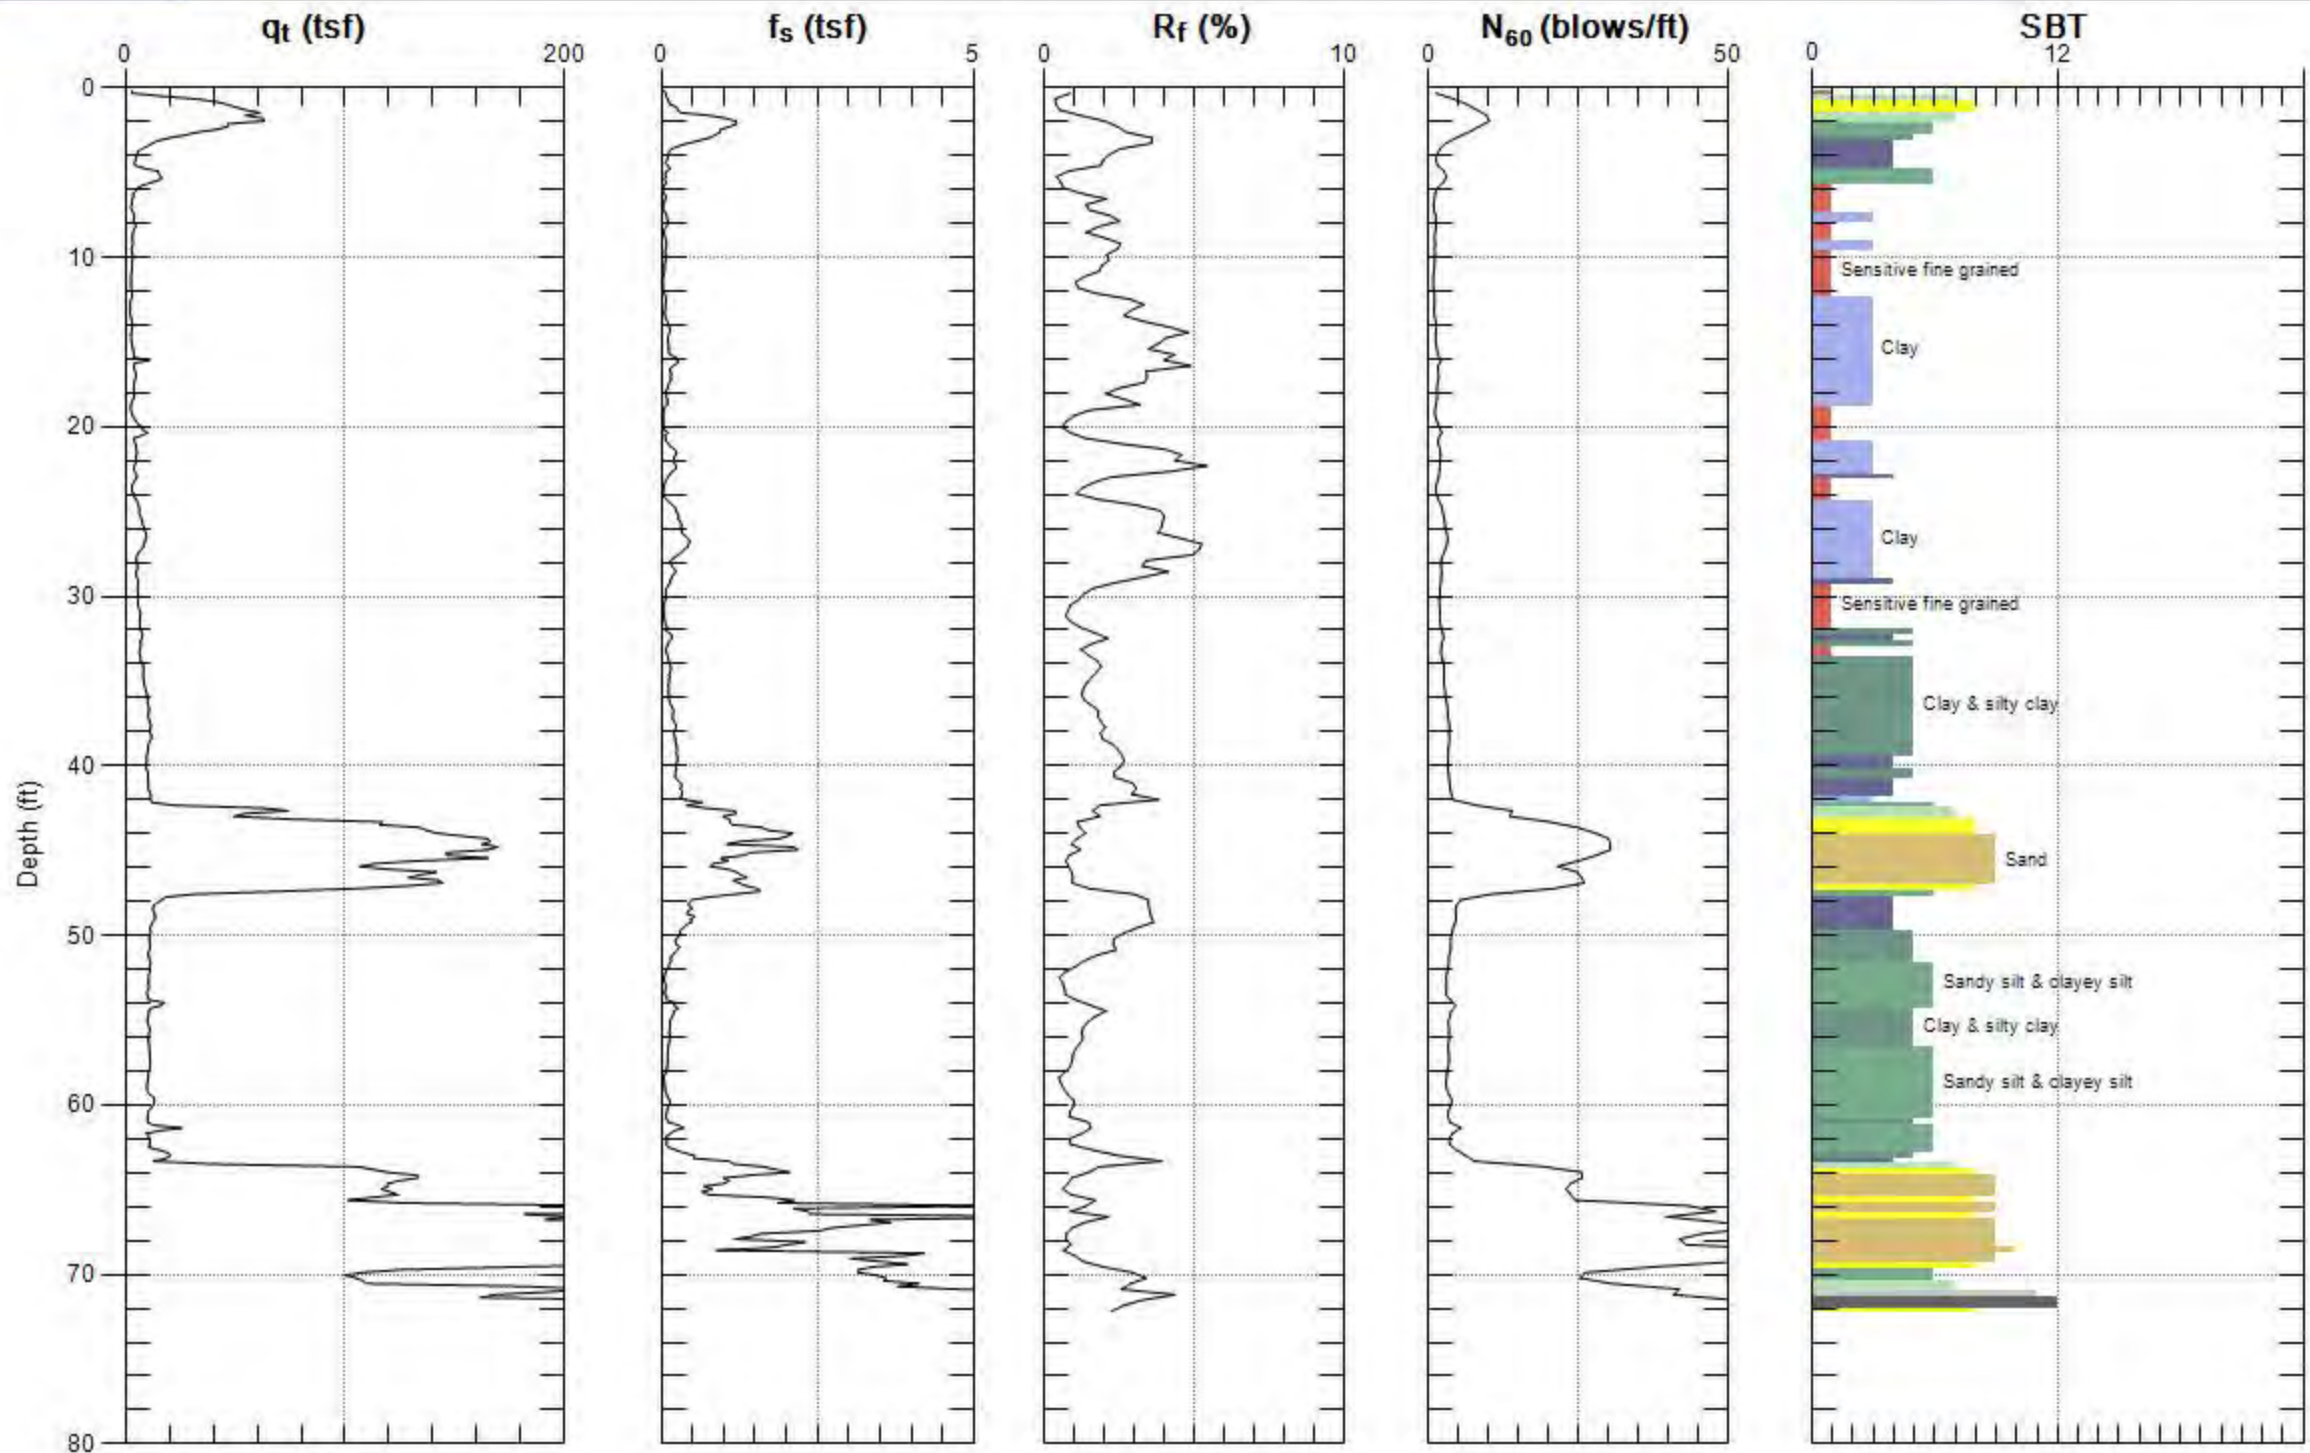 qt (tsf)
fs (tsf)
Rf (%)
N60 (blows/ft)
SBT
0 200
0 5
0 10
0 50
0 12
0
10
20
30
40
50
60
70
80
Depth (ft)
Sensitive fine grained
Clay
Clay
Sensitive fine grained
Clay & silty clay
Sand
Sandy silt & clayey silt
Clay & silty clay
Sandy silt & clayey silt